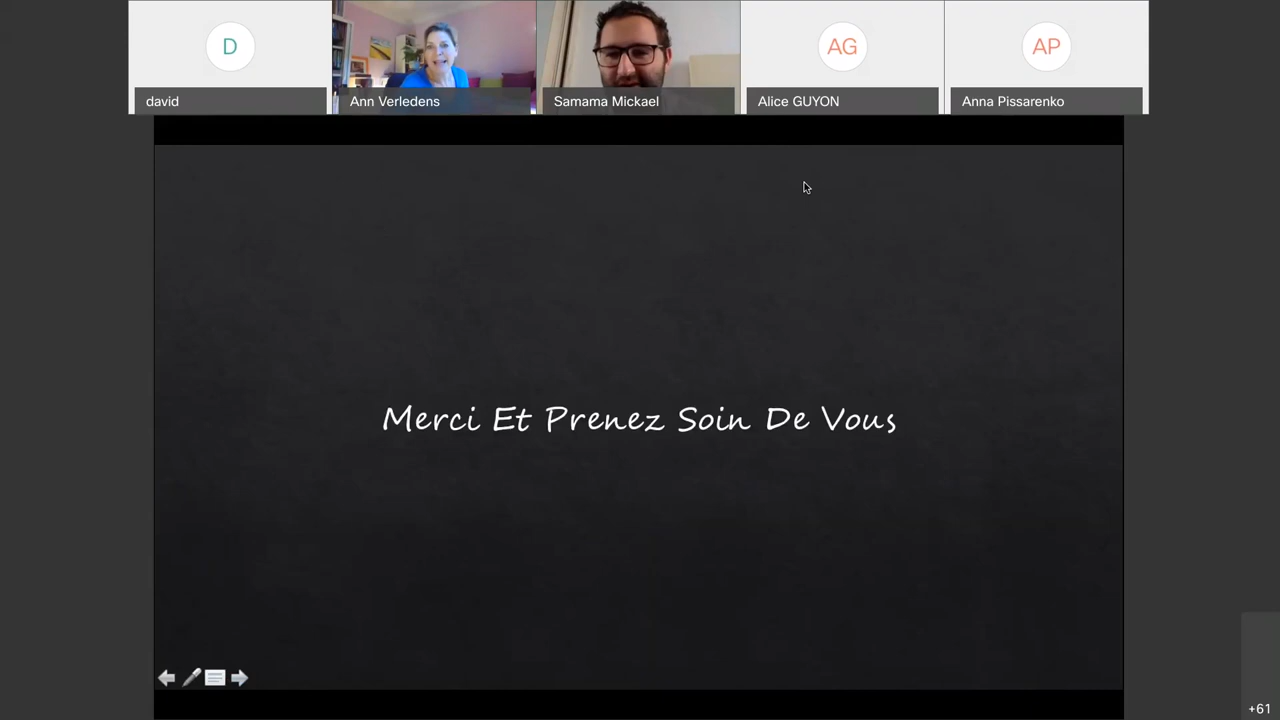 D
AG
AP
david
Ann Verledens
Samama Mickael
Alice GUYON
Anna Pissarenko
Merci Et Prenez Soin De Vous
+61